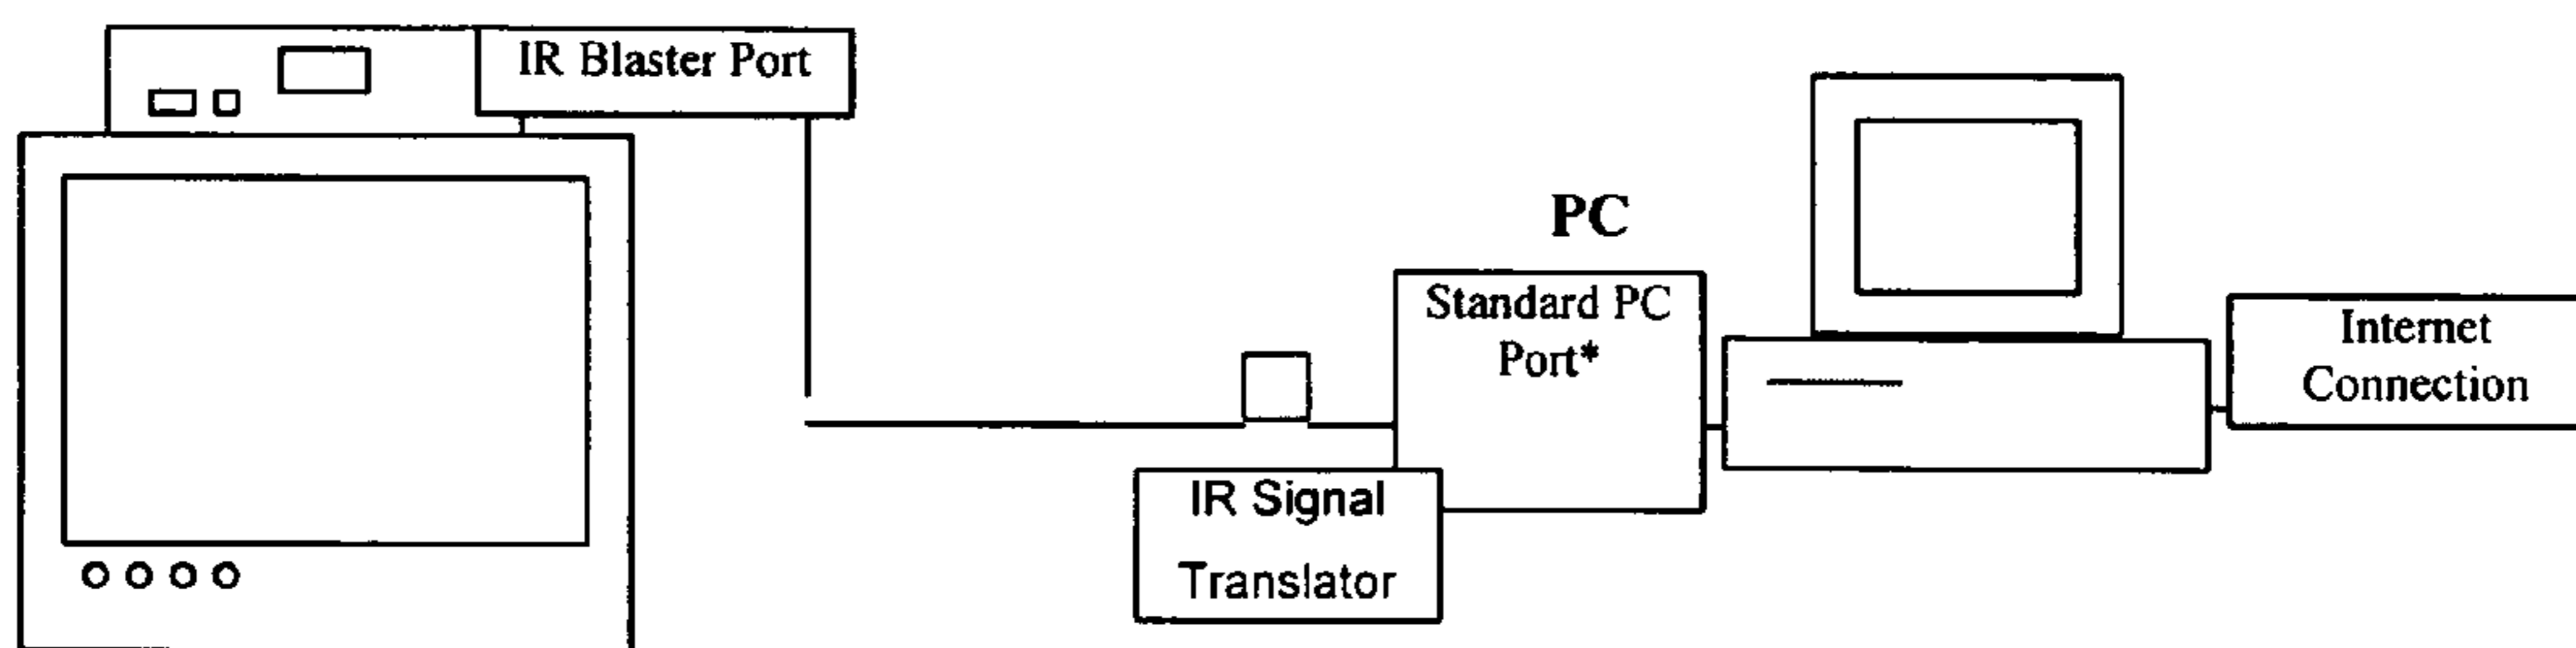 IR Blaster Port
PC
Standard PC
Port*
Internet
Connection
IR Signal
Translator